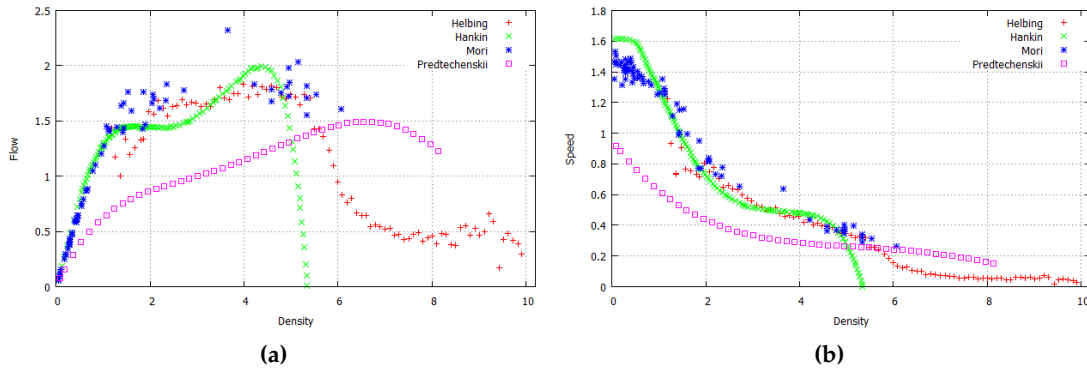 2.5
2
1.5
1
0.5
0
Flow
0 2 4 6 8 10
Density
Helbing
Hankin
Mori
Predtechenskii
(a)
1.8
1.6
1.4
1.2
1
0.8
0.6
0.4
0.2
0
Speed
0 2 4 6 8 10
Density
Helbing
Hankin
Mori
Predtechenskii
(b)